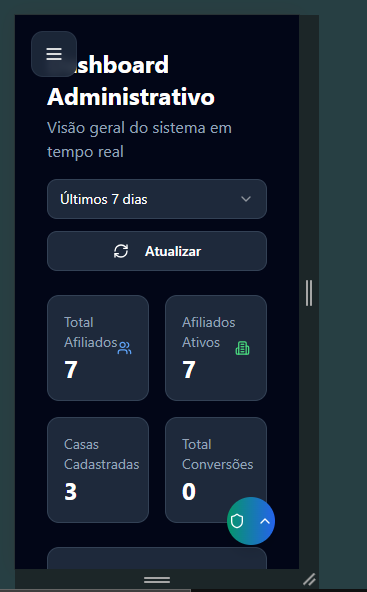 Dashboard
Administrativo
Visão geral do sistema em
tempo real
Últimos 7 dias
Atualizar
Total
Afiliados
7
Afiliados
Ativos
7
Casas
Cadastradas
3
Total
Conversões
0